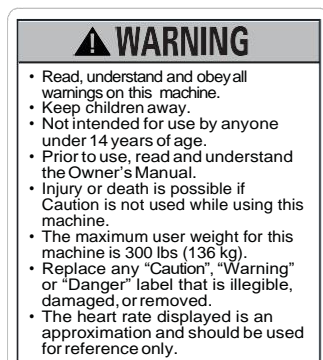 WARNING
• Read, understand and obey all
warnings on this machine.
• Keep children away.
• Not intended for use by anyone
under 14 years of age.
• Prior to use, read and understand
the Owner's Manual.
• Injury or death is possible if
Caution is not used while using this
machine.
• The maximum user weight for this
machine is 300 lbs (136 kg).
• Replace any “Caution”, “Warning”
or “Danger” label that is illegible,
damaged, or removed.
• The heart rate displayed is an
approximation and should be used
for reference only.